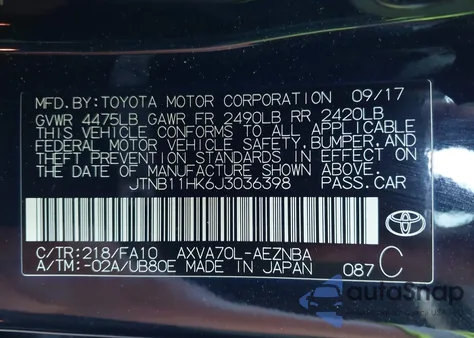 MFD. BY: TOYOTA MOTOR CORPORATION 09/17
GVWR 4475LB GAWR FR 2490LB RR 2420LB
THIS VEHICLE CONFORMS TO ALL APPLICABLE
FEDERAL MOTOR VEHICLE SAFETY, BUMPER, AND
THEFT PREVENTION STANDARDS IN EFFECT ON
THE DATE OF MANUFACTURE SHOWN ABOVE.
JTNB11HK6J3036398 PASS.CAR
C/TR: 218/FA10 AXVA70L-AEZNBA
A/TM: -02A/UB80E MADE IN JAPAN 087 C
autoSnap